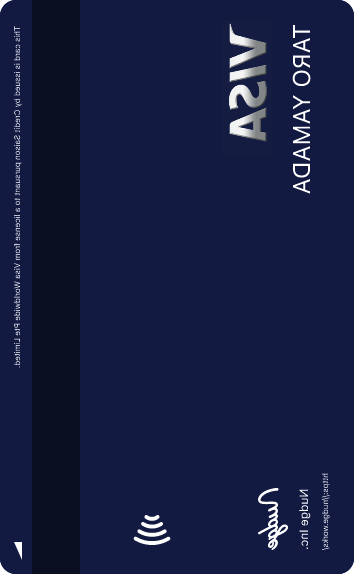 This card is issued by Credit Saison pursuant to a license from Visa Worldwide Pte Limited.
VISA
TARO YAMADA
Nudge
Nudge Inc.
https://nudge.works/